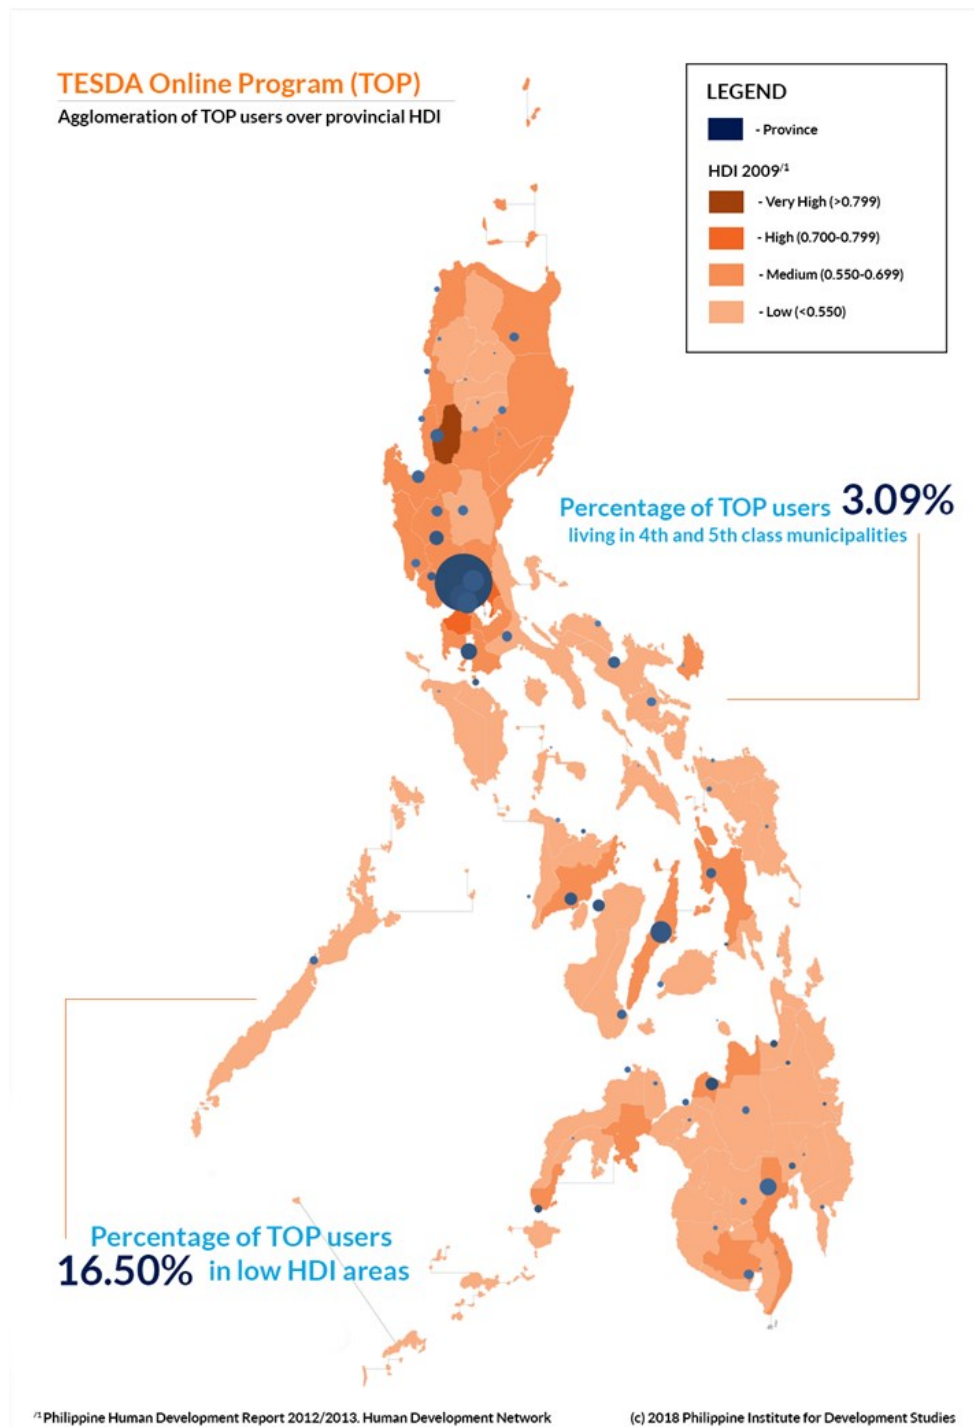 TESDA Online Program (TOP)
Agglomeration of TOP users over provincial HDI
LEGEND
- Province
HDI 2009/1
- Very High (>0.799)
- High (0.700-0.799)
- Medium (0.550-0.699)
- Low (<0.550)
Percentage of TOP users 3.09%
living in 4th and 5th class municipalities
Percentage of TOP users
16.50% in low HDI areas
/1 Philippine Human Development Report 2012/2013. Human Development Network
(c) 2018 Philippine Institute for Development Studies